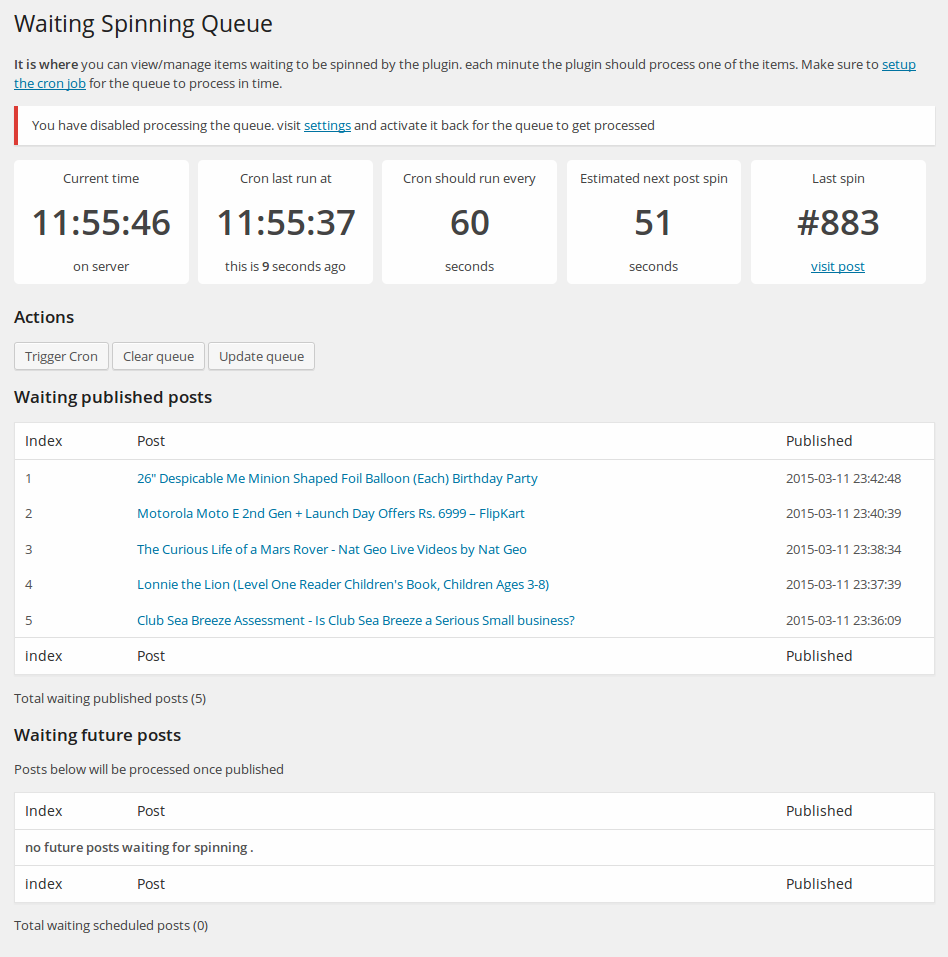 Waiting Spinning Queue
It is where you can view/manage items waiting to be spinned by the plugin. each minute the plugin should process one of the items. Make sure to setup
the cron job for the queue to process in time.
You have disabled processing the queue. visit settings and activate it back for the queue to get processed
Current time Cron last run at Cron should run every Estimated next post spin Last spin
11:55:46 11:55:37 60 51 #883
on server this is 9 seconds ago seconds seconds visit post
Actions
Trigger Cron Clear queue Update queue
Waiting published posts
Index Post Published
1 26" Despicable Me Minion Shaped Foil Balloon (Each) Birthday Party 2015-03-11 23:42:48
2 Motorola Moto E 2nd Gen + Launch Day Offers Rs. 6999 – FlipKart 2015-03-11 23:40:39
3 The Curious Life of a Mars Rover - Nat Geo Live Videos by Nat Geo 2015-03-11 23:38:34
4 Lonnie the Lion (Level One Reader Children's Book, Children Ages 3-8) 2015-03-11 23:37:39
5 Club Sea Breeze Assessment - Is Club Sea Breeze a Serious Small business? 2015-03-11 23:36:09
index Post Published
Total waiting published posts (5)
Waiting future posts
Posts below will be processed once published
Index Post Published
no future posts waiting for spinning .
index Post Published
Total waiting scheduled posts (0)